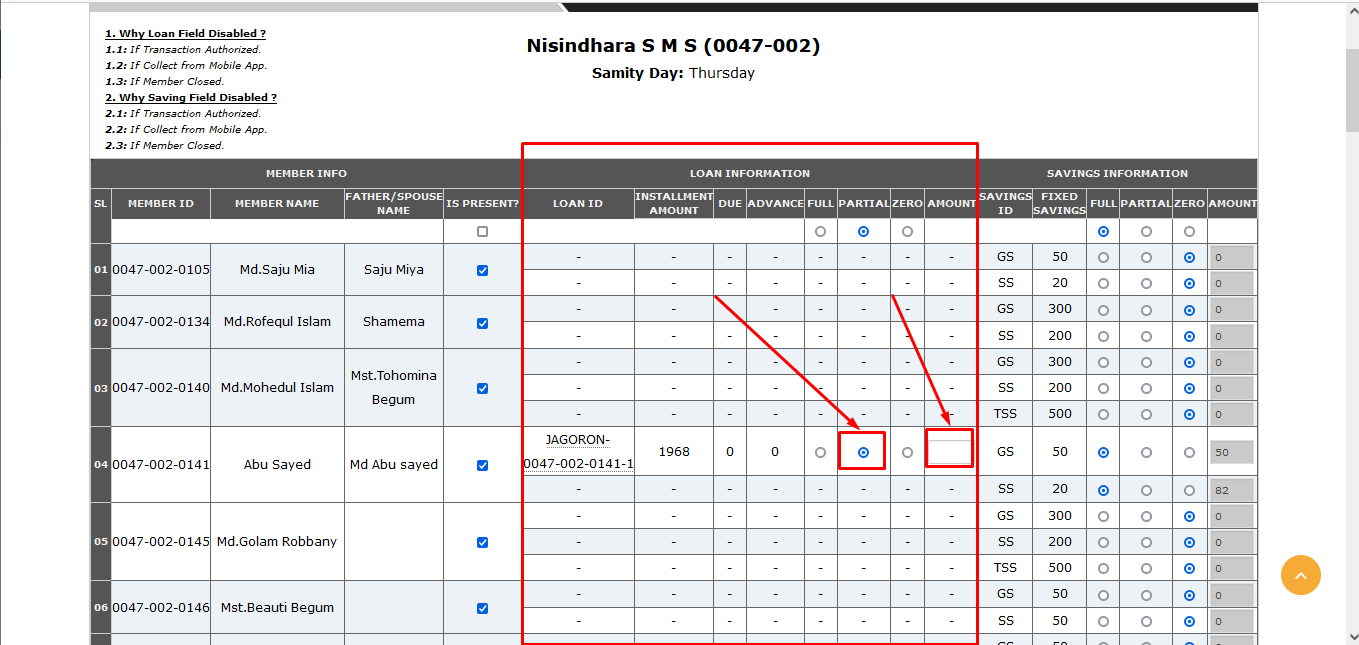 1. Why Loan Field Disabled ?
1.1: If Transaction Authorized.
1.2: If Collect from Mobile App.
1.3: If Member Closed.
2. Why Saving Field Disabled ?
2.1: If Transaction Authorized.
2.2: If Collect from Mobile App.
2.3: If Member Closed.
Nisindhara S M S (0047-002)
Samity Day: Thursday
MEMBER INFO LOAN INFORMATION SAVINGS INFORMATION
SL MEMBER ID MEMBER NAME FATHER/SPOUSE NAME IS PRESENT? LOAN ID INSTALLMENT AMOUNT DUE ADVANCE FULL PARTIAL ZERO AMOUNT SAVINGS ID FIXED SAVINGS FULL PARTIAL ZERO AMOUNT
01 0047-002-0105 Md.Saju Mia Saju Miya - - - - - - - - GS 50 0
- - - - - - - - SS 20 0
02 0047-002-0134 Md.Rofequl Islam Shamema - - - - - - - - GS 300 0
- - - - - - - - SS 200 0
03 0047-002-0140 Md.Mohedul Islam Mst.Tohomina Begum - - - - - - - - GS 300 0
- - - - - - - - SS 200 0
- - - - - - - - TSS 500 0
04 0047-002-0141 Abu Sayed Md Abu sayed JAGORON-0047-002-0141-1 1968 0 0 GS 50 50
- - - - - - - - SS 20 82
05 0047-002-0145 Md.Golam Robbany - - - - - - - - GS 300 0
- - - - - - - - SS 200 0
- - - - - - - - TSS 500 0
06 0047-002-0146 Mst.Beauti Begum - - - - - - - - GS 50 0
- - - - - - - - SS 50 0